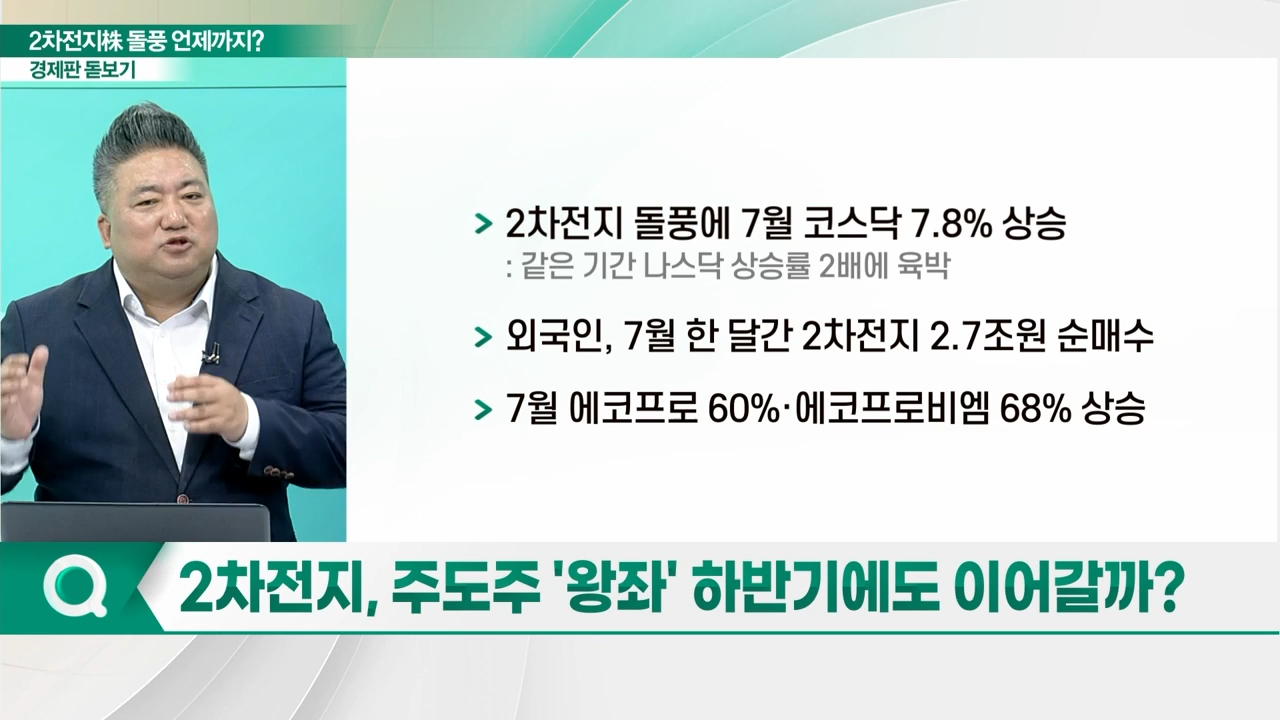 2차전지株 돌풍 언제까지?
경제판 돋보기
> 2차전지 돌풍에 7월 코스닥 7.8% 상승
: 같은 기간 나스닥 상승률 2배에 육박
> 외국인, 7월 한 달간 2차전지 2.7조원 순매수
> 7월 에코프로 60%·에코프로비엠 68% 상승
2차전지, 주도주 '왕좌' 하반기에도 이어갈까?